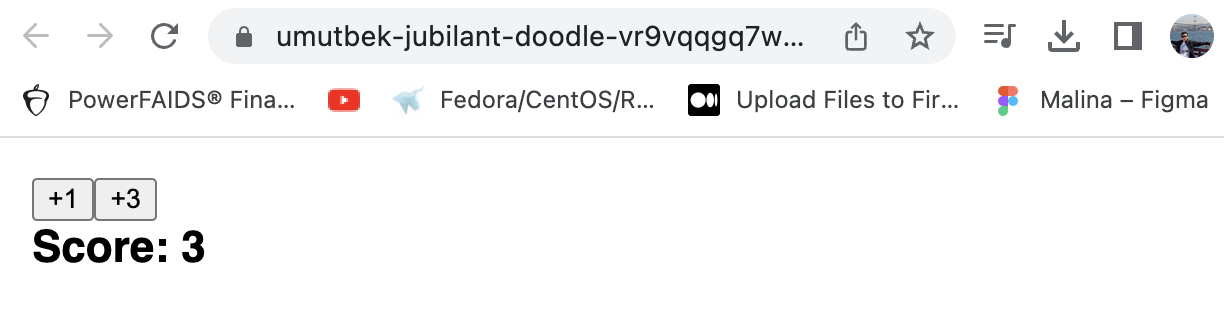 umutbek-jubilant-doodle-vr9vqqgq7w...
PowerFAIDS® Fina... Fedora/CentOS/R... Upload Files to Fir... Malina – Figma
+1 +3
Score: 3